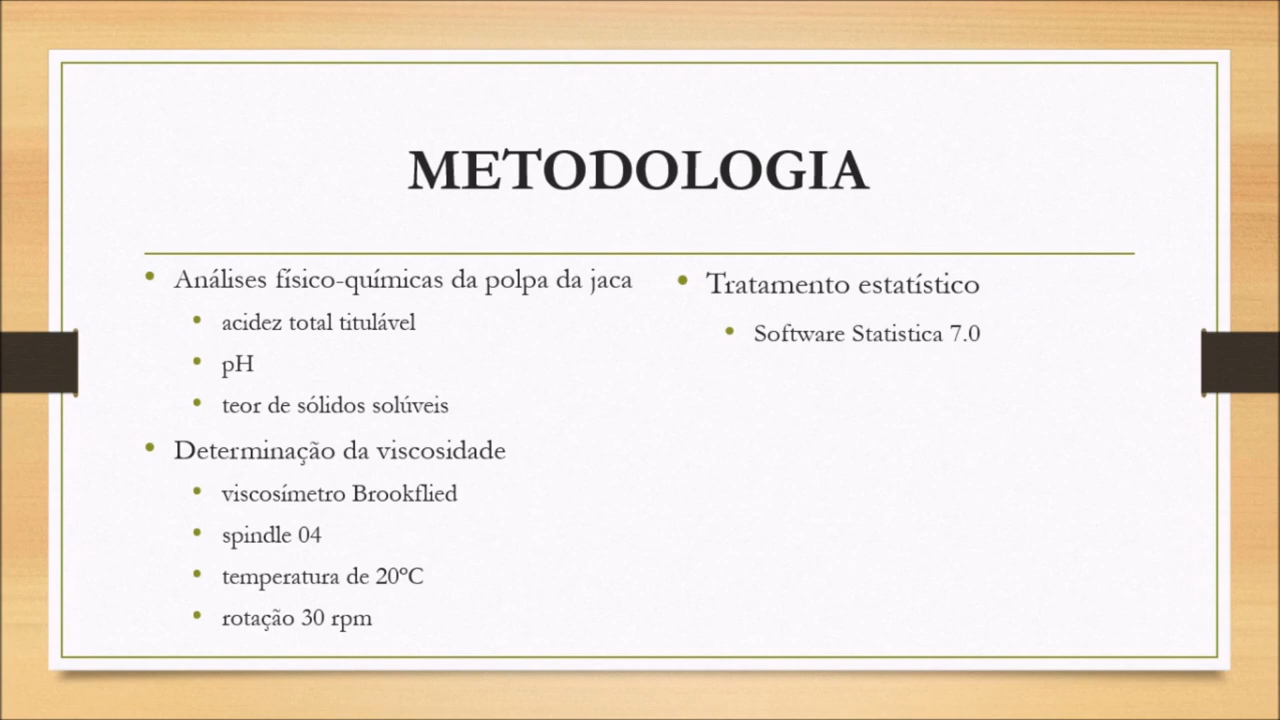 METODOLOGIA
Análises físico-químicas da polpa da jaca
acidez total titulável
pH
teor de sólidos solúveis
Determinação da viscosidade
viscosímetro Brookflied
spindle 04
temperatura de 20ºC
rotação 30 rpm
Tratamento estatístico
Software Statistica 7.0